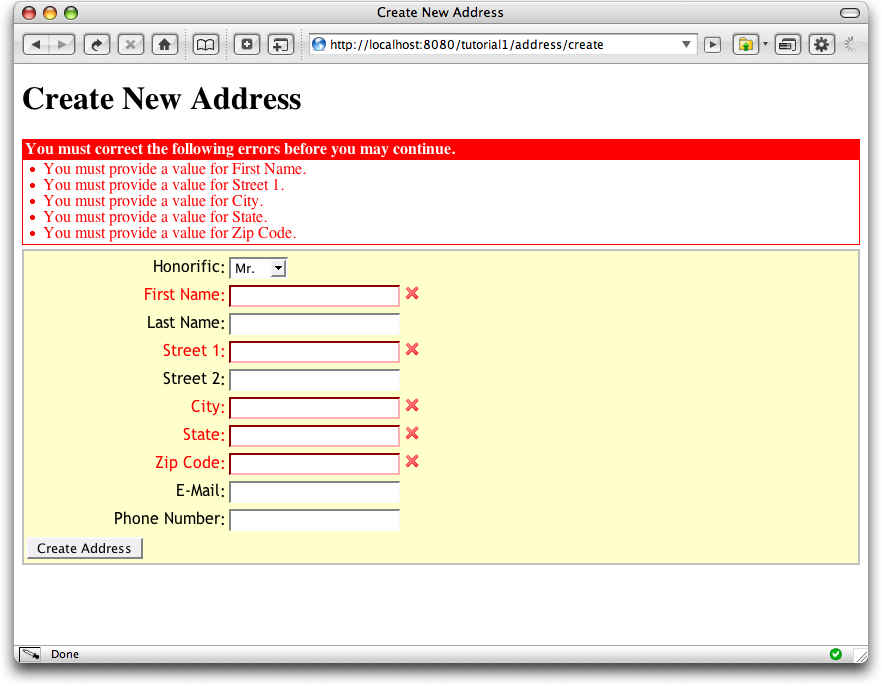 Create New Address
http://localhost:8080/tutorial1/address/create
Create New Address
You must correct the following errors before you may continue.
You must provide a value for First Name.
You must provide a value for Street 1.
You must provide a value for City.
You must provide a value for State.
You must provide a value for Zip Code.
Honorific: Mr.
First Name:
Last Name:
Street 1:
Street 2:
City:
State:
Zip Code:
E-Mail:
Phone Number:
Create Address
Done